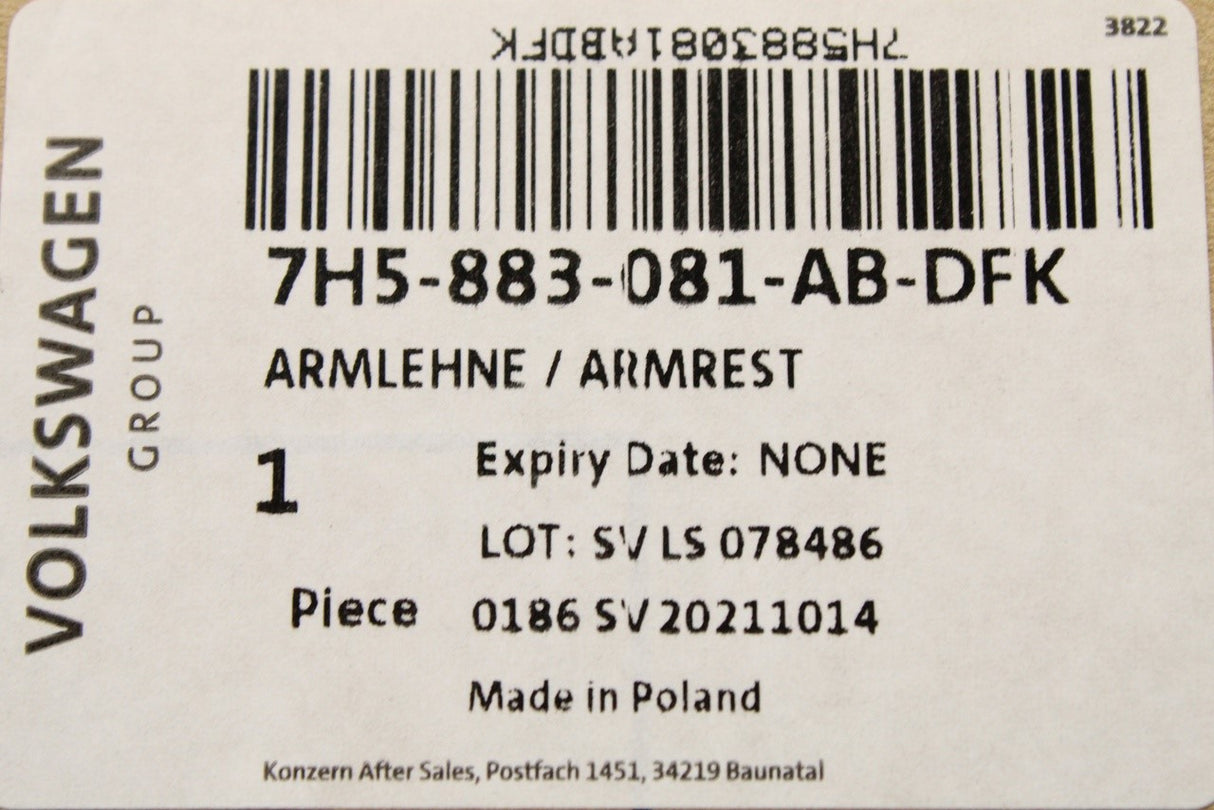 3822
7H5883081ABDFK
7H5-883-081-AB-DFK
ARMLEHNE / ARMREST
1
Piece
Expiry Date: NONE
LOT: SV LS 078486
0186 SV 20211014
Made in Poland
Konzern After Sales, Postfach 1451, 34219 Baunatal
VOLKSWAGEN
GROUP